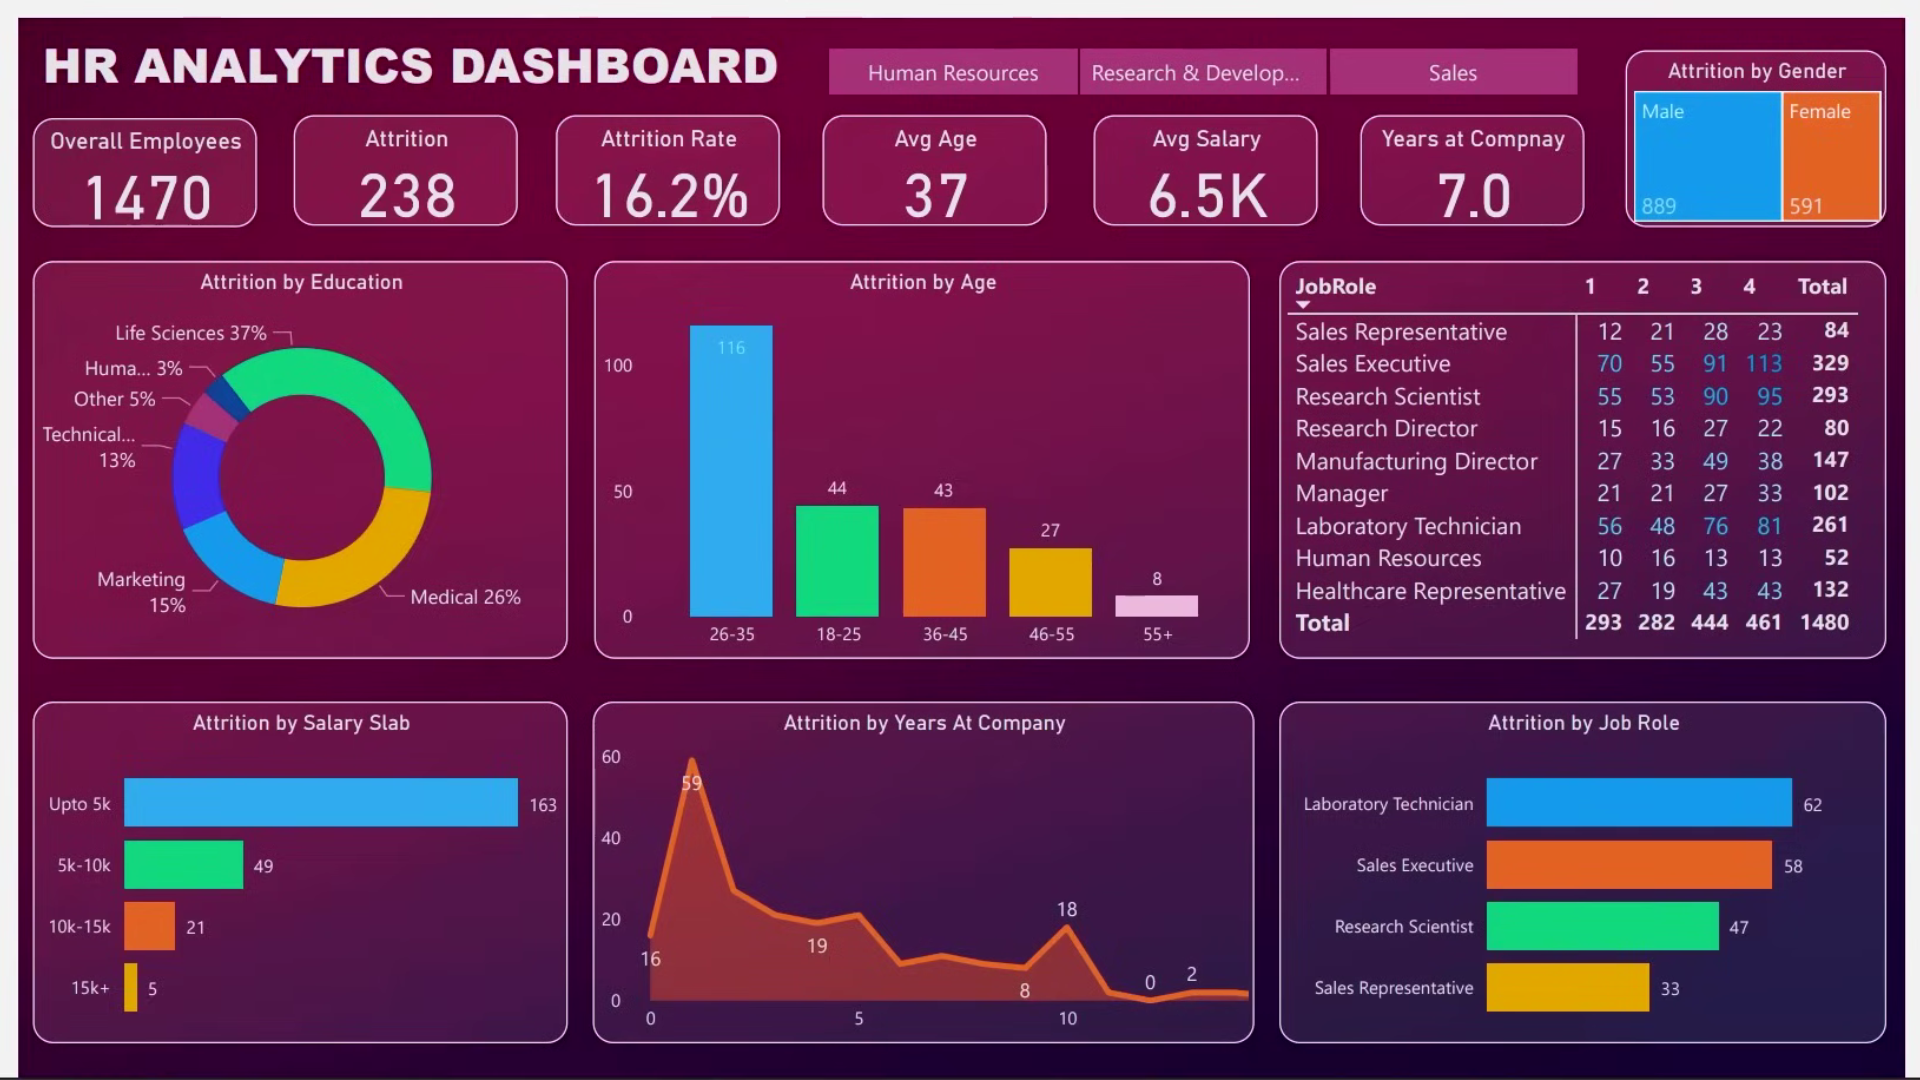 HR ANALYTICS DASHBOARD
Human Resources
Research & Develop...
Sales
Overall Employees
1470
Attrition
238
Attrition Rate
16.2%
Avg Age
37
Avg Salary
6.5K
Years at Compnay
7.0
Attrition by Gender
Male
Female
889
591
Attrition by Education
Life Sciences 37%
Huma... 3%
Other 5%
Technical...
13%
Marketing
15%
Medical 26%
Attrition by Age
100
50
0
116
44
43
27
8
26-35
18-25
36-45
46-55
55+
JobRole 1 2 3 4 Total
Sales Representative 12 21 28 23 84
Sales Executive 70 55 91 113 329
Research Scientist 55 53 90 95 293
Research Director 15 16 27 22 80
Manufacturing Director 27 33 49 38 147
Manager 21 21 27 33 102
Laboratory Technician 56 48 76 81 261
Human Resources 10 16 13 13 52
Healthcare Representative 27 19 43 43 132
Total 293 282 444 461 1480
Attrition by Salary Slab
Upto 5k 163
5k-10k 49
10k-15k 21
15k+ 5
Attrition by Years At Company
60
40
20
0
16
59
19
8
18
0
2
0
5
10
Attrition by Job Role
Laboratory Technician 62
Sales Executive 58
Research Scientist 47
Sales Representative 33